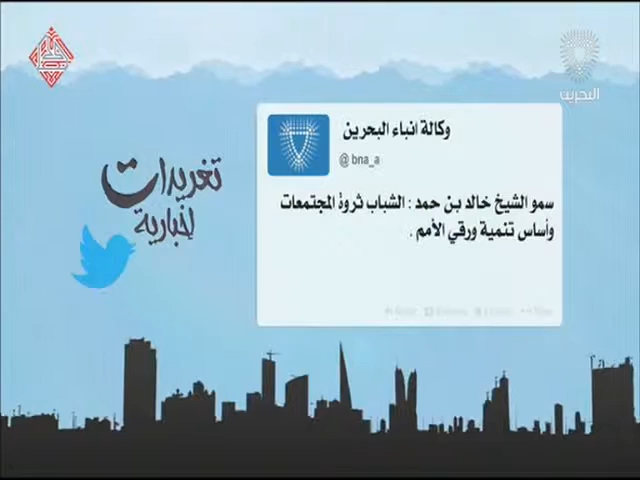 البحرين
وكالة انباء البحرين
@bna_a
تغريدات
إخبارية
سمو الشيخ خالد بن حمد : الشباب ثروة المجتمعات
وأساس تنمية ورقي الأمم .